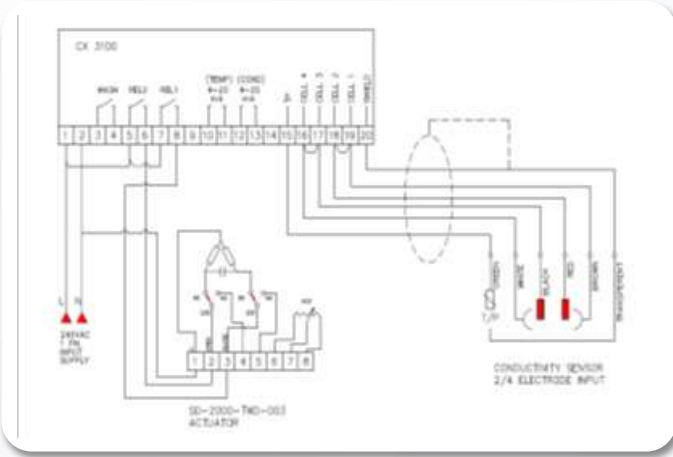 CX 3100
WASH REL2 REL1 (TEMP) (COND)
4-20 4-20
mA mA
CELL 4
CELL 3
CELL 2
CELL 1
SHIELD
1 2 3 4 5 6 7 8 9 10 11 12 13 14 15 16 17 18 19 20
L N
240VAC
1 PH
INPUT
SUPPLY
1 2 3 4 5 6 7 8
SD-2000-TMO-003
ACTUATOR
GREEN
WHITE
BLACK
RED
BROWN
TRANSPERENT
CONDUCTIVITY SENSOR
2/4 ELECTRODE INPUT